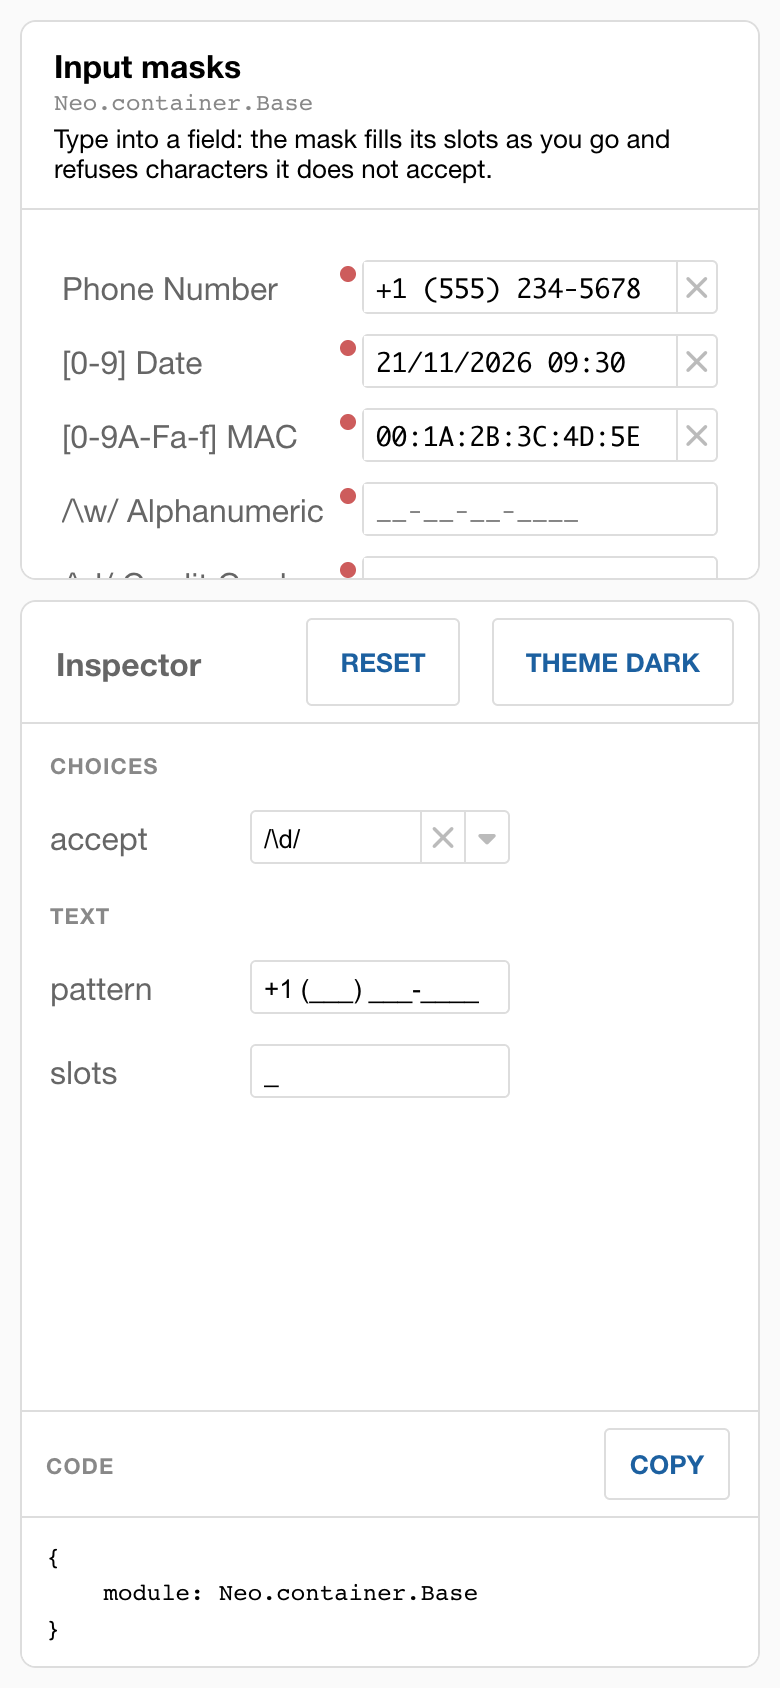 Input masks
Neo.container.Base
Type into a field: the mask fills its slots as you go and
refuses characters it does not accept.
Phone Number +1 (555) 234-5678
[0-9] Date 21/11/2026 09:30
[0-9A-Fa-f] MAC 00:1A:2B:3C:4D:5E
/\w/ Alphanumeric __-__-__-____
Inspector RESET THEME DARK
CHOICES
accept /\d/
TEXT
pattern +1 (___) ___-____
slots _
CODE COPY
{
module: Neo.container.Base
}